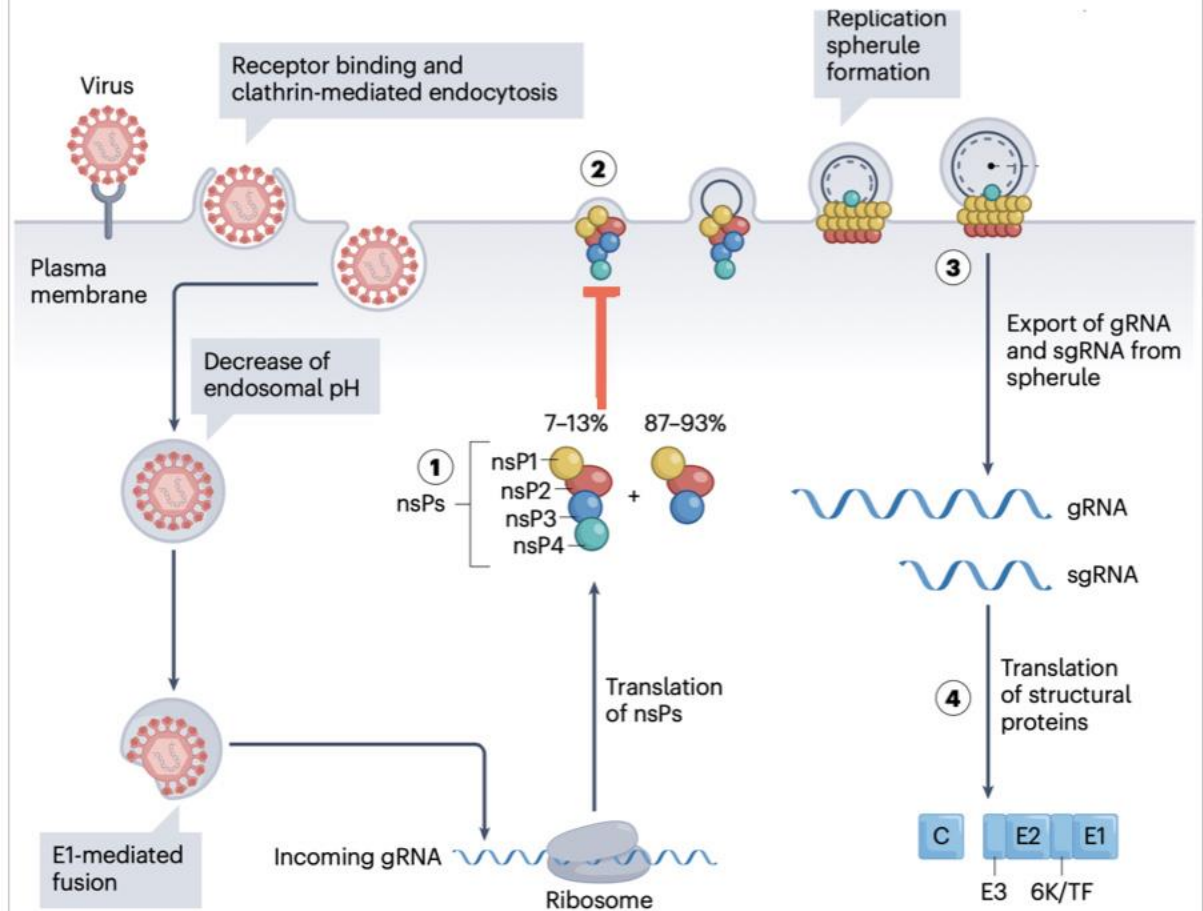 Virus
Receptor binding and
clathrin-mediated endocytosis
Replication
spherule
formation
2
Plasma
membrane
3
Decrease of
endosomal pH
Export of gRNA
and sgRNA from
spherule
7–13%
87–93%
1
nsPs
nsP1
nsP2
nsP3
nsP4
+
gRNA
sgRNA
Translation
of nsPs
4
Translation
of structural
proteins
E1-mediated
fusion
Incoming gRNA
Ribosome
C
E2
E1
E3
6K/TF